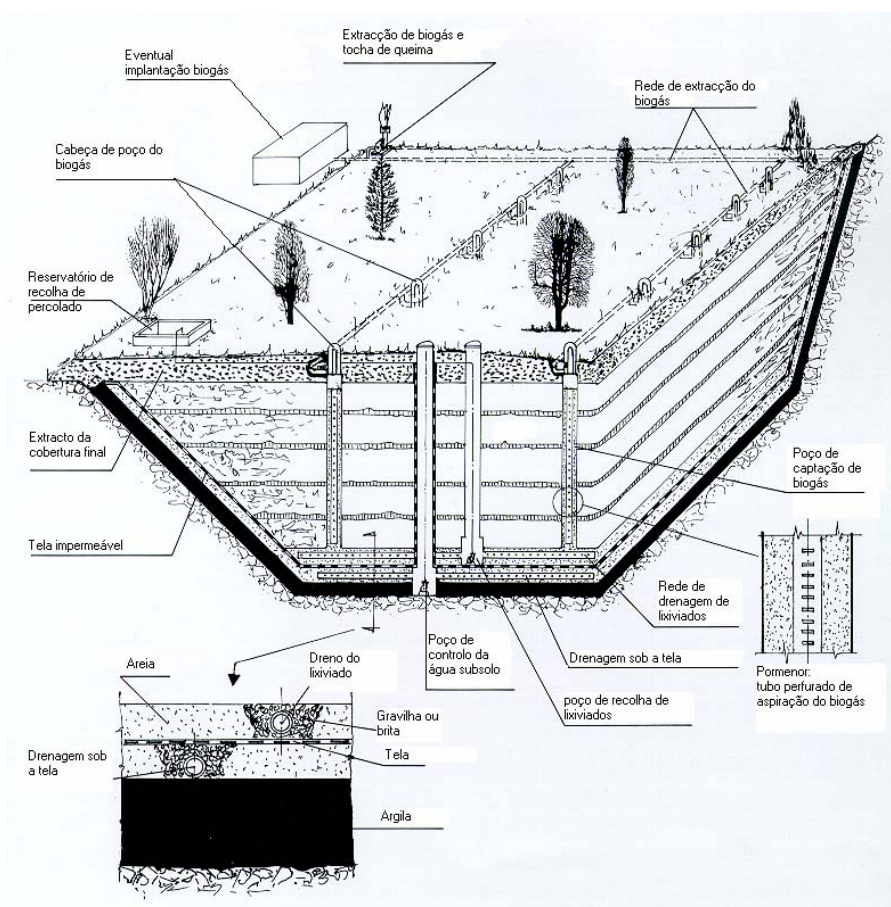 Extracção de biogás e
tocha de queima
Eventual
implantação biogás
Rede de extracção do
biogás
Cabeça de poço do
biogás
Reservatório de
recolha de
percolado
Extracto da
cobertura final
Poço de
captação de
biogás
Tela impermeável
Rede de
drenagem de
lixiviados
Poço de
controlo da
água subsolo
Drenagem sob a tela
poço de recolha de
lixiviados
Pormenor:
tubo perfurado de
aspiração do biogás
Areia
Dreno do
lixiviado
Gravilha ou
brita
Drenagem sob
a tela
Tela
Argila